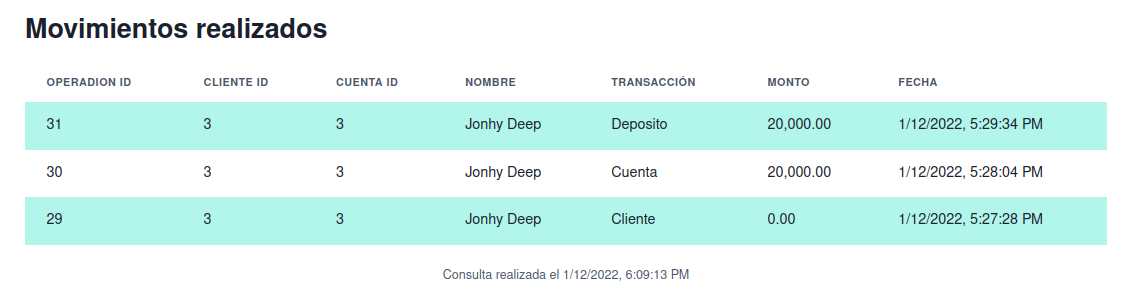 Movimientos realizados
OPERADION ID CLIENTE ID CUENTA ID NOMBRE TRANSACCIÓN MONTO FECHA
31 3 3 Jonhy Deep Deposito 20,000.00 1/12/2022, 5:29:34 PM
30 3 3 Jonhy Deep Cuenta 20,000.00 1/12/2022, 5:28:04 PM
29 3 3 Jonhy Deep Cliente 0.00 1/12/2022, 5:27:28 PM
Consulta realizada el 1/12/2022, 6:09:13 PM